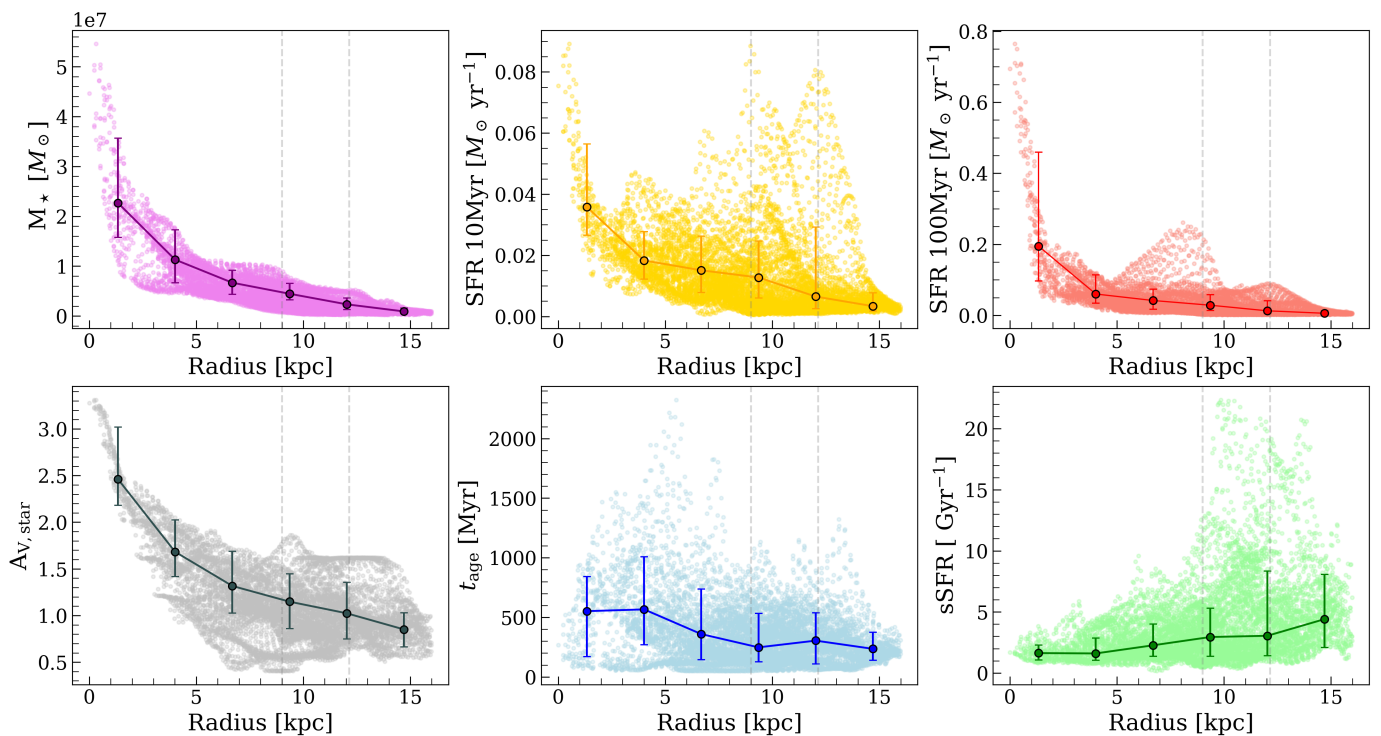 1e7
M⋆ [M⊙]
5
4
3
2
1
0
0 5 10 15
Radius [kpc]
SFR 10Myr [M⊙ yr−1]
0.08
0.06
0.04
0.02
0.00
0 5 10 15
Radius [kpc]
SFR 100Myr [M⊙ yr−1]
0.8
0.6
0.4
0.2
0.0
0 5 10 15
Radius [kpc]
AV, star
3.0
2.5
2.0
1.5
1.0
0.5
0 5 10 15
Radius [kpc]
tage [Myr]
2000
1500
1000
500
0
0 5 10 15
Radius [kpc]
sSFR [ Gyr−1]
20
15
10
5
0
0 5 10 15
Radius [kpc]